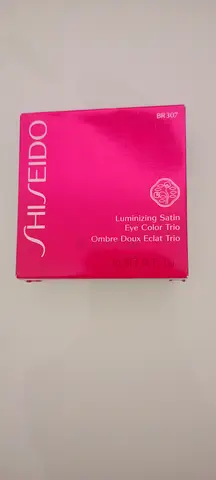 BR307
SHISEIDO
Luminizing Satin
Eye Color Trio
Ombre Doux Eclat Trio